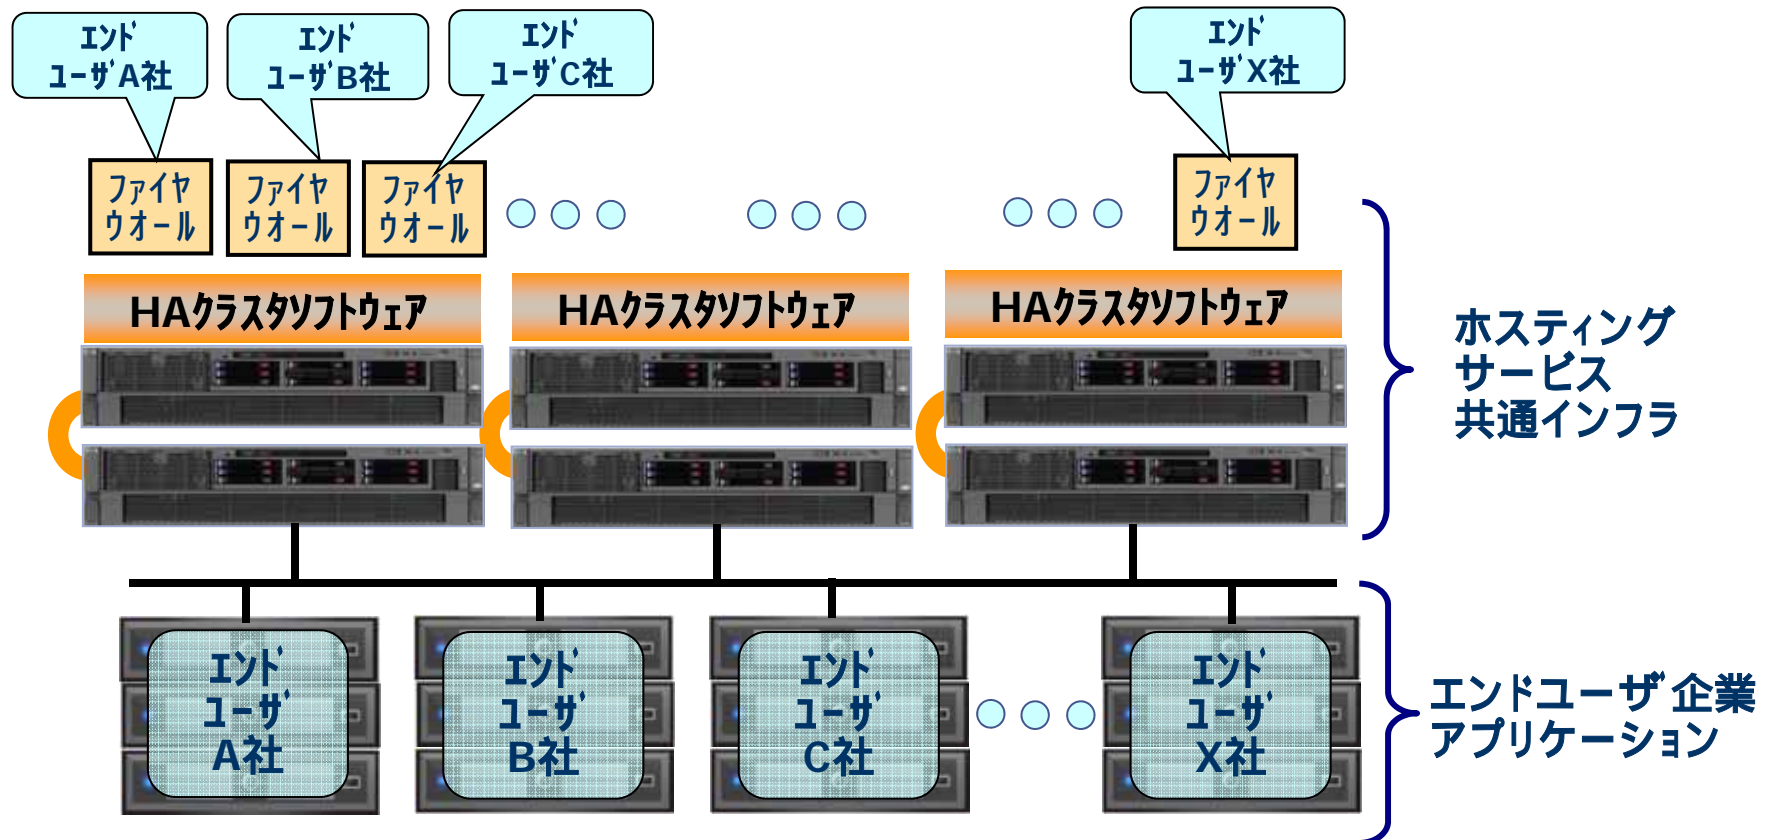 ｴﾝﾄﾞ
ﾕｰｻﾞA社
ｴﾝﾄﾞ
ﾕｰｻﾞB社
ｴﾝﾄﾞ
ﾕｰｻﾞC社
ｴﾝﾄﾞ
ﾕｰｻﾞX社
ファイヤ
ウオール
ファイヤ
ウオール
ファイヤ
ウオール
ファイヤ
ウオール
HAｸﾗｽﾀｿﾌﾄｳｪｱ
HAｸﾗｽﾀｿﾌﾄｳｪｱ
HAｸﾗｽﾀｿﾌﾄｳｪｱ
ホスティング
サービス
共通インフラ
ｴﾝﾄﾞ
ﾕｰｻﾞ
A社
ｴﾝﾄﾞ
ﾕｰｻﾞ
B社
ｴﾝﾄﾞ
ﾕｰｻﾞ
C社
ｴﾝﾄﾞ
ﾕｰｻﾞ
X社
エンドユーザ企業
アプリケーション